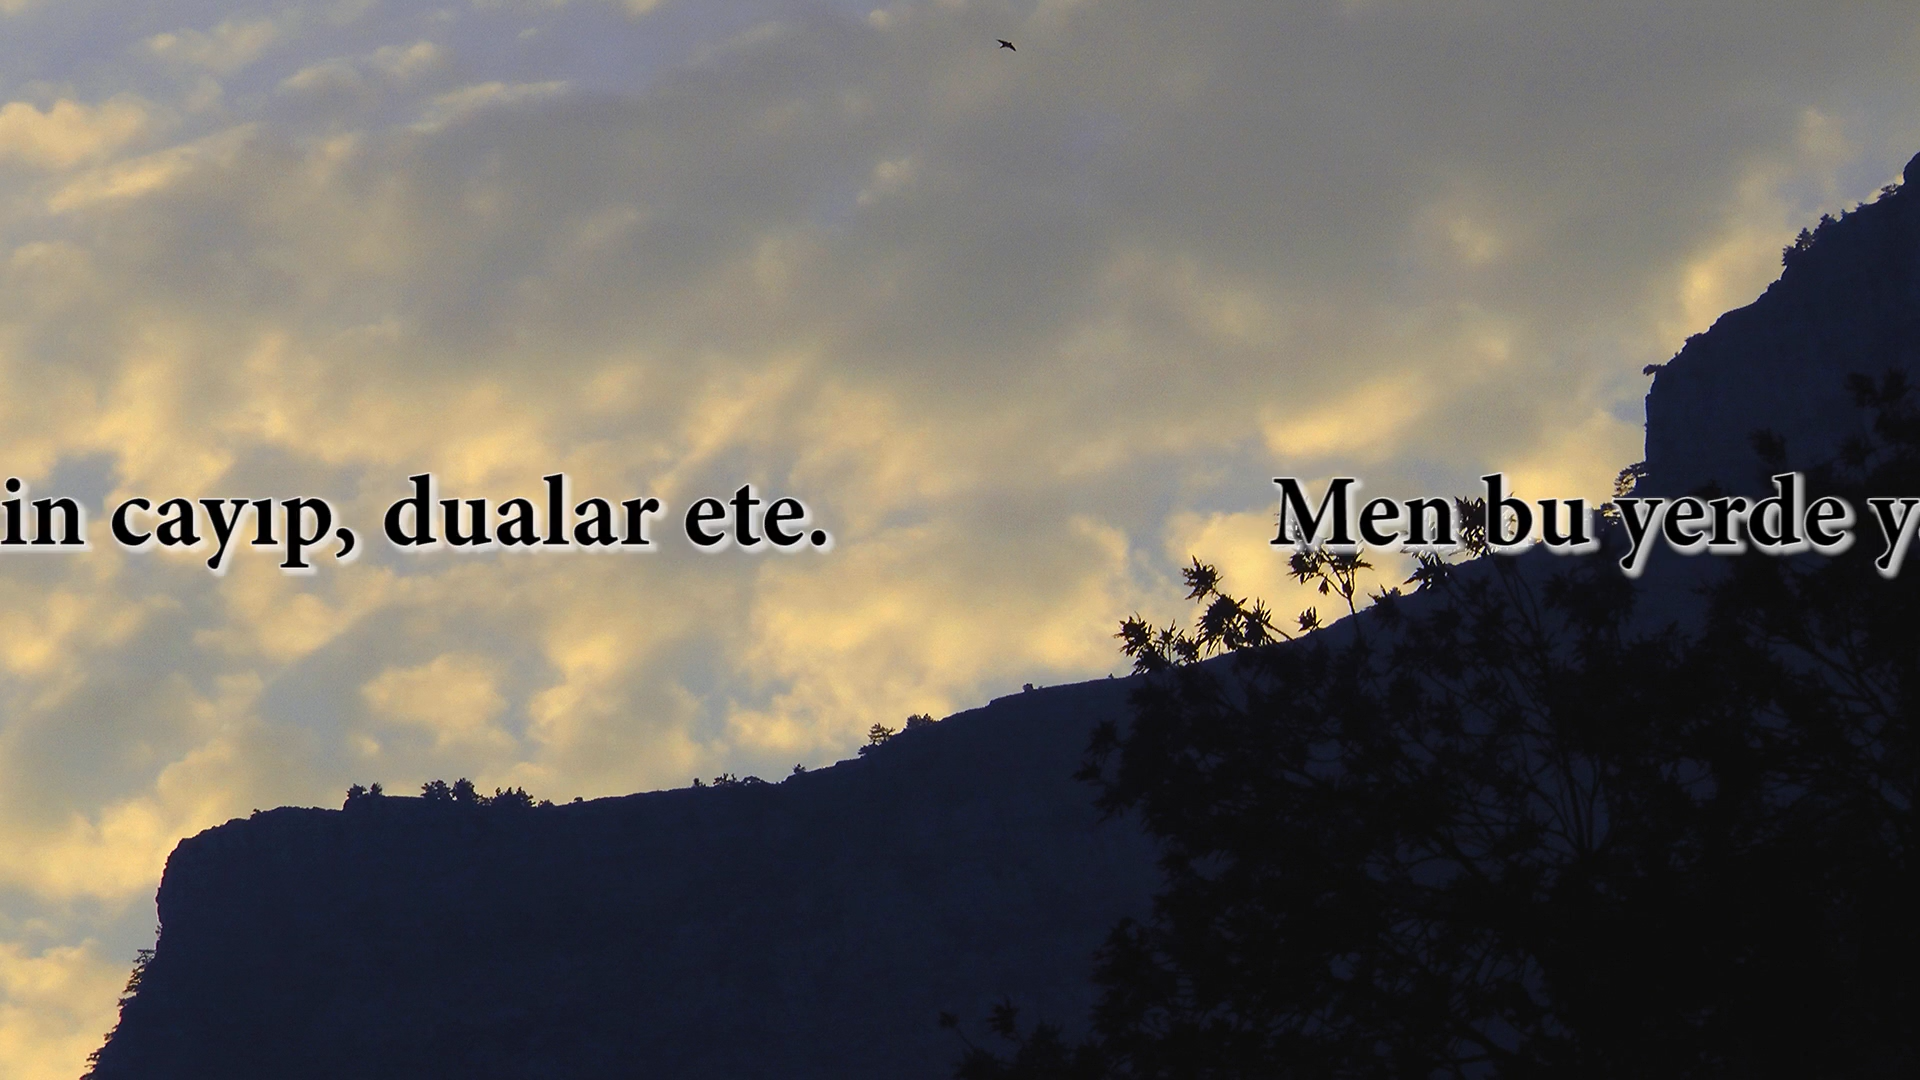 in cayıp, dualar ete. Men bu yerde